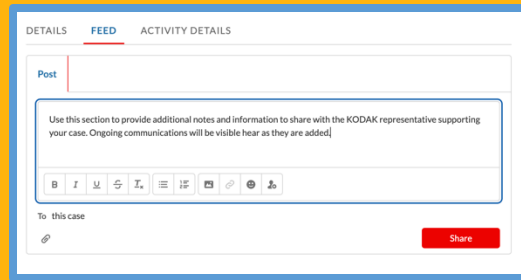 DETAILS FEED ACTIVITY DETAILS
Post
Use this section to provide additional notes and information to share with the KODAK representative supporting
your case. Ongoing communications will be visible hear as they are added.
B I U S Tx
To this case
Share